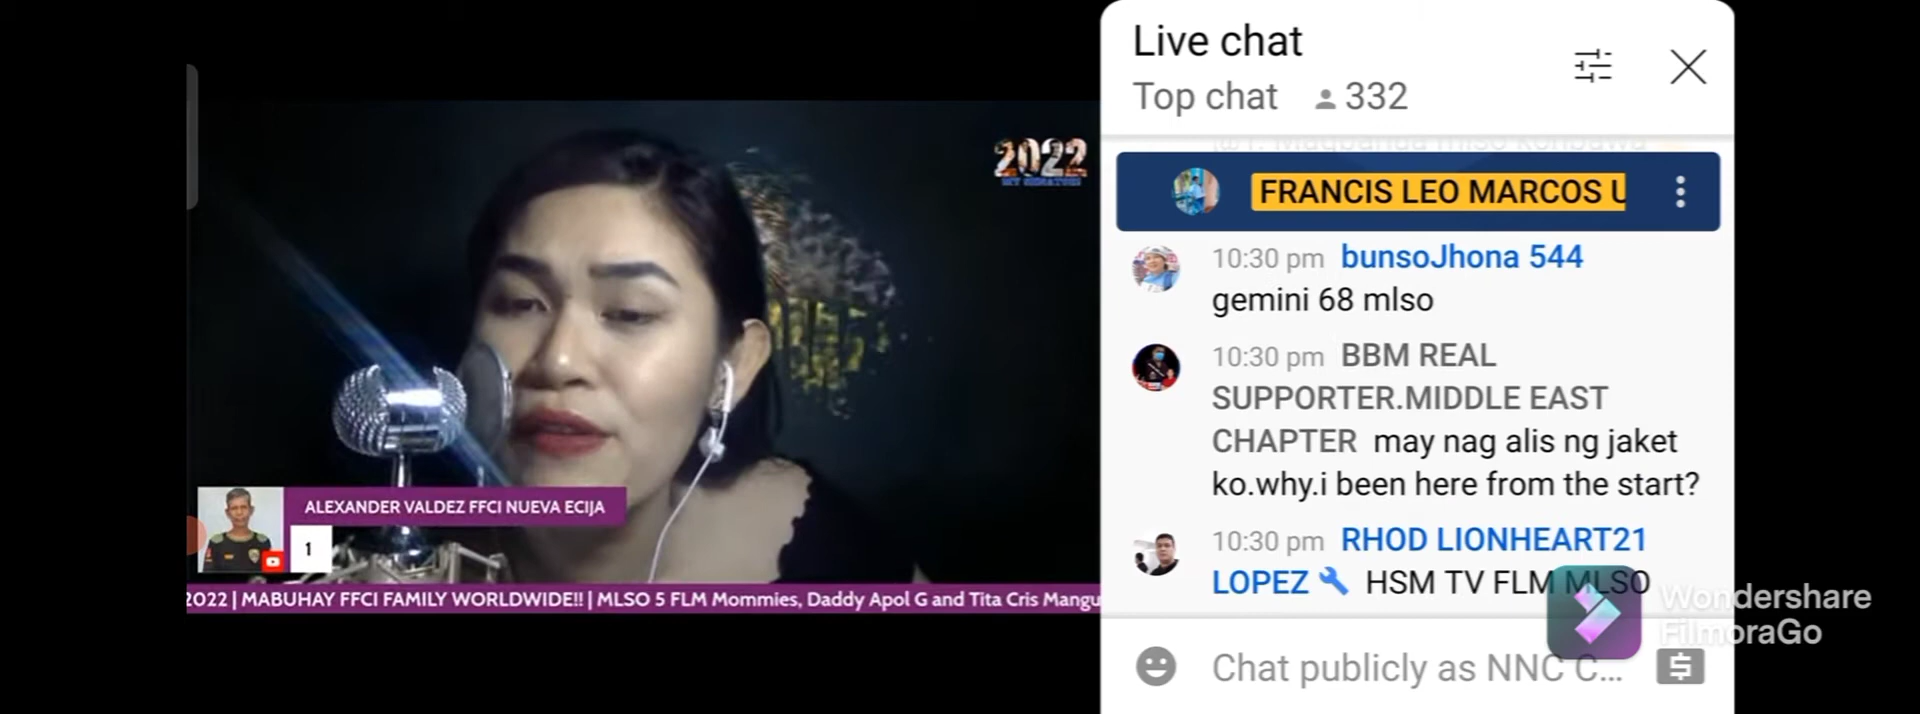 2022
MY SENATORS
ALEXANDER VALDEZ FFCI NUEVA ECIJA
1
2022 | MABUHAY FFCI FAMILY WORLDWIDE!! | MLSO 5 FLM Mommies, Daddy Apol G and Tita Cris Mangu
Live chat
Top chat 332
FRANCIS LEO MARCOS U
10:30 pm bunsoJhona 544
gemini 68 mlso
10:30 pm BBM REAL
SUPPORTER.MIDDLE EAST
CHAPTER may nag alis ng jaket
ko.why.i been here from the start?
10:30 pm RHOD LIONHEART21
LOPEZ HSM TV FLM MLSO
Chat publicly as NNC C...
Wondershare
FilmoraGo